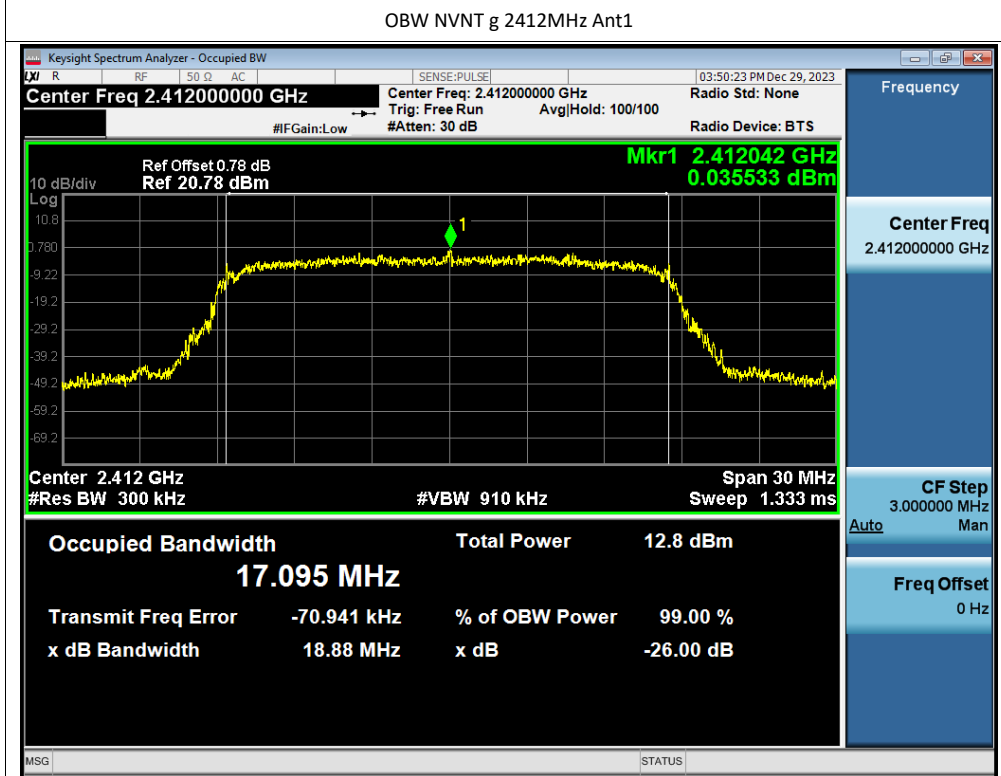 OBW NVNT g 2412MHz Ant1
Keysight Spectrum Analyzer - Occupied BW
LXI R RF 50 Ω AC SENSE:PULSE 03:50:23 PM Dec 29, 2023
Center Freq 2.412000000 GHz Center Freq: 2.412000000 GHz Radio Std: None
Trig: Free Run Avg|Hold: 100/100
#IFGain:Low #Atten: 30 dB Radio Device: BTS
Frequency
Mkr1 2.412042 GHz
Ref Offset 0.78 dB
10 dB/div Ref 20.78 dBm 0.035533 dBm
Log
10.8
0.780
-9.22
-19.2
-29.2
-39.2
-49.2
-59.2
-69.2
1
Center 2.412 GHz Span 30 MHz
#Res BW 300 kHz #VBW 910 kHz Sweep 1.333 ms
Occupied Bandwidth Total Power 12.8 dBm
17.095 MHz
Transmit Freq Error -70.941 kHz % of OBW Power 99.00 %
x dB Bandwidth 18.88 MHz x dB -26.00 dB
Center Freq
2.412000000 GHz
CF Step
3.000000 MHz
Auto Man
Freq Offset
0 Hz
MSG STATUS